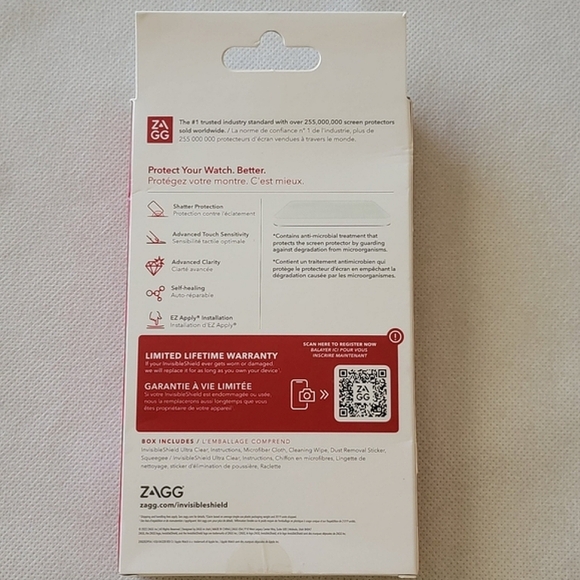 ZAGG
The #1 trusted industry standard with over 255,000,000 screen protectors
sold worldwide. / La norme de confiance nº 1 de l'industrie, plus de
255 000 000 protecteurs d'écran vendues à travers le monde.
Protect Your Watch. Better.
Protégez votre montre. C'est mieux.
Shatter Protection
Protection contre l'éclatement
Advanced Touch Sensitivity
Sensibilité tactile optimale
Advanced Clarity
Clarté avancée
Self-healing
Auto-réparable
EZ Apply® Installation
Installation d'EZ Apply®
*Contains anti-microbial treatment that
protects the screen protector by guarding
against degradation from microorganisms.
*Contient un traitement antimicrobien qui
protège le protecteur d'écran en empêchant la
dégradation causée par les microorganismes.
SCAN HERE TO REGISTER NOW
BALAYER ICI POUR VOUS
INSCRIRE MAINTENANT
!
LIMITED LIFETIME WARRANTY
If your InvisibleShield ever gets worn or damaged
we will replace it for as long as you own your device
GARANTIE À VIE LIMITÉE
Si votre InvisibleShield est endommagée ou usée,
nous la remplacerons aussi longtemps que vous
êtes propriétaire de votre appareil
»
ZAGG
BOX INCLUDES / L'EMBALLAGE COMPREND
InvisibleShield Ultra Clear, Instructions, Microfiber Cloth, Cleaning Wipe, Dust Removal Sticker,
Squeegee / InvisibleShield Ultra Clear, Instructions, Chiffon en microfibres, Lingette de
nettoyage, sticker d'élimination de poussière, Raclette
ZAGG
zagg.com/invisibleshield